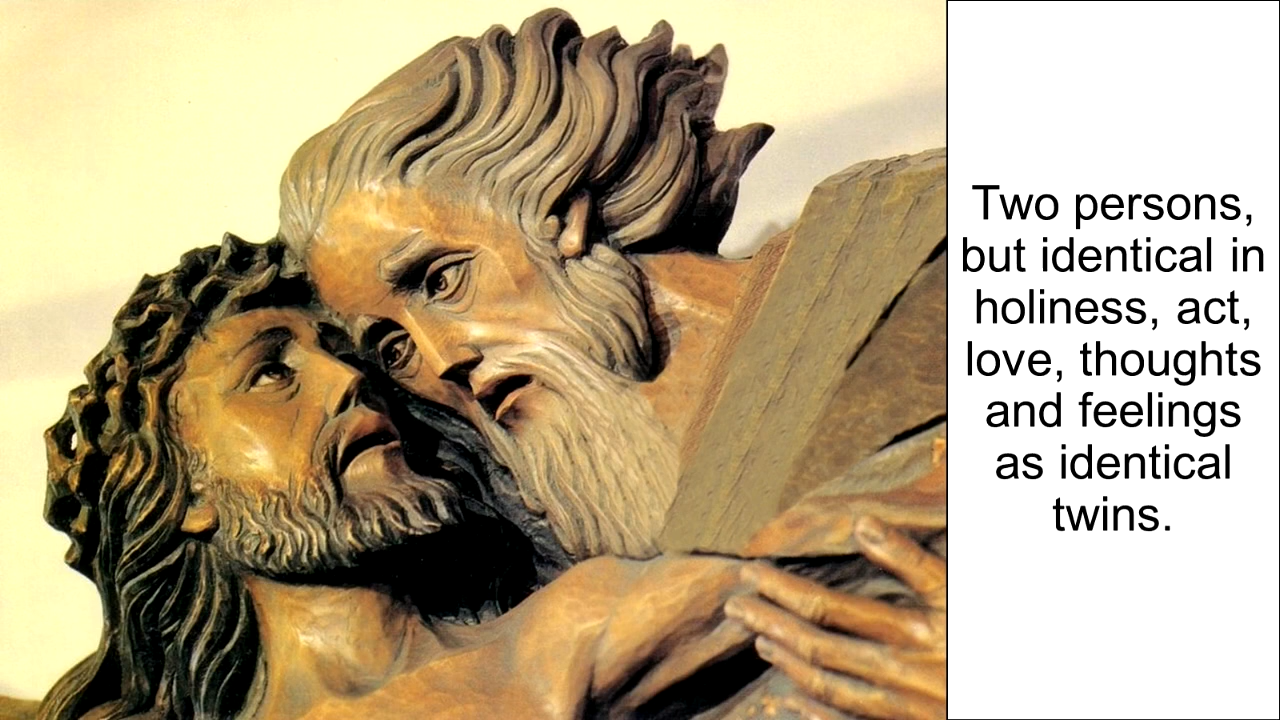 Two persons,
but identical in
holiness, act,
love, thoughts
and feelings
as identical
twins.